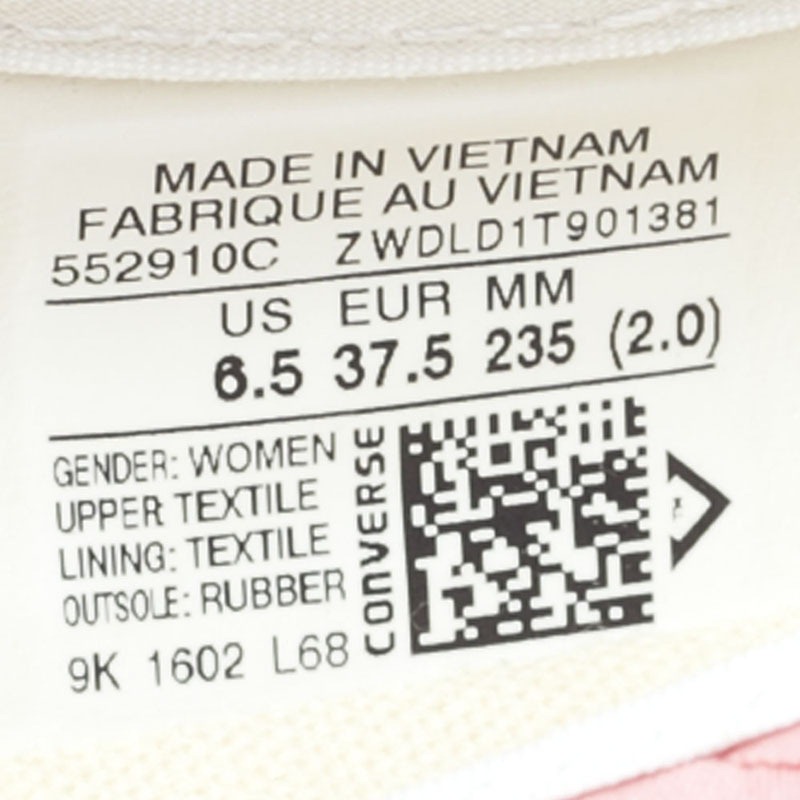 MADE IN VIETNAM
FABRIQUE AU VIETNAM
552910C ZWDLD1T901381
US EUR MM
6.5 37.5 235 (2.0)
GENDER: WOMEN
UPPER TEXTILE
LINING: TEXTILE
OUTSOLE: RUBBER
9K 1602 L68
CONVERSE